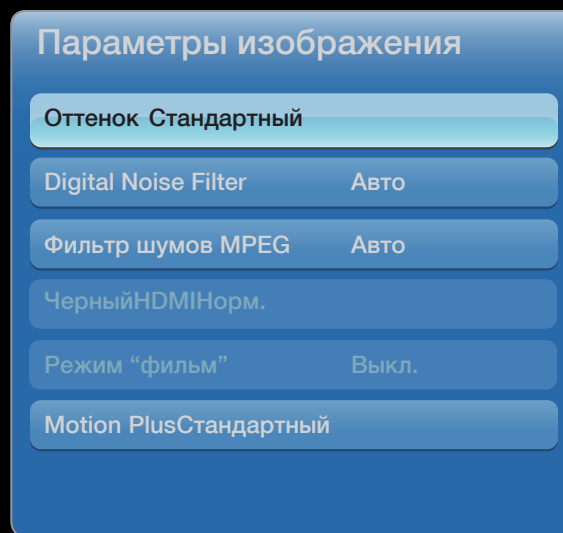 Параметры изображения
Оттенок Стандартный
Digital Noise Filter Авто
Фильтр шумов MPEG Авто
ЧерныйHDMIНорм.
Режим “фильм” Выкл.
Motion PlusСтандартный